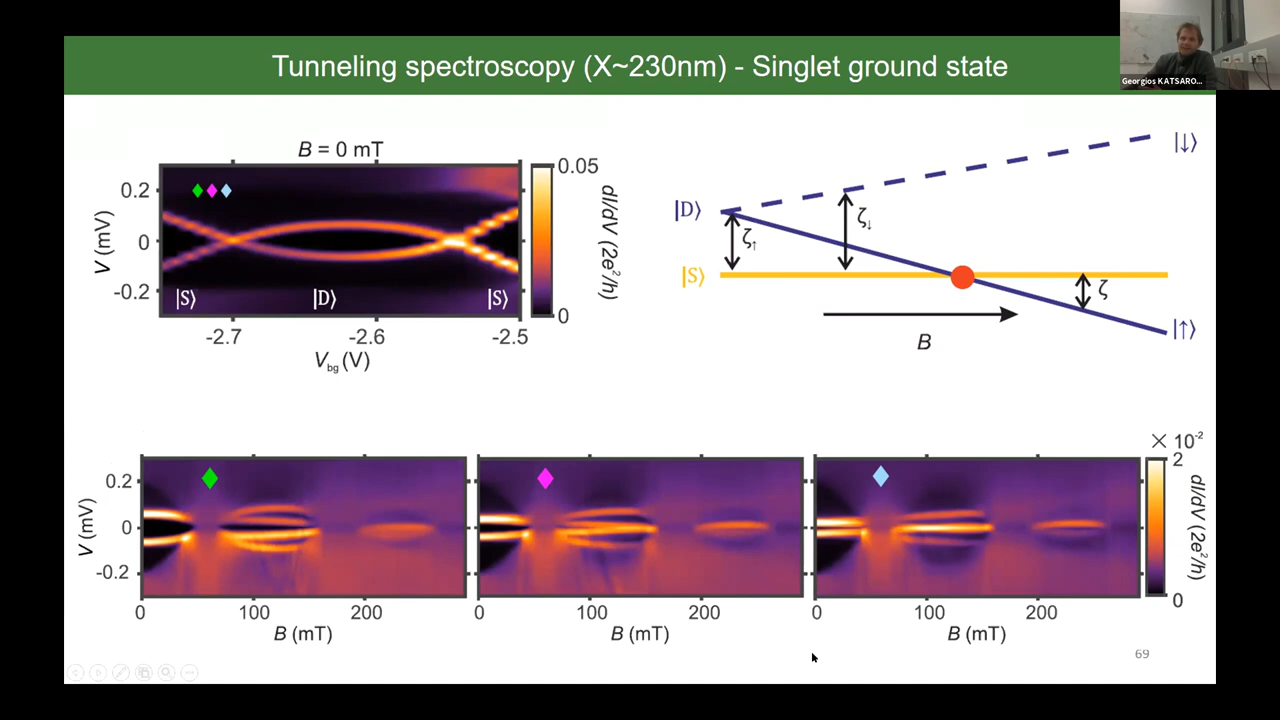 Tunneling spectroscopy (X~230nm) - Singlet ground state
Georgios KATSARO...
B = 0 mT
0.2
0
-0.2
V (mV)
|S⟩
|D⟩
|S⟩
-2.7
-2.6
-2.5
V_bg (V)
0.05
0
dI/dV (2e²/h)
|D⟩
|S⟩
ζ↑
ζ↓
ζ
|↓⟩
|↑⟩
B
0.2
0
-0.2
V (mV)
0
100
200
B (mT)
0
100
200
B (mT)
0
100
200
B (mT)
× 10⁻²
2
0
dI/dV (2e²/h)
69